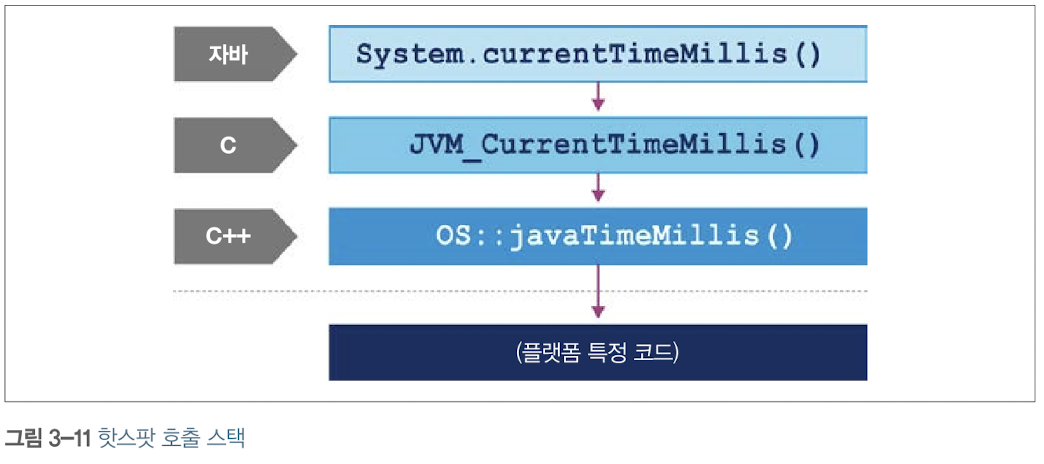 자바
System.currentTimeMillis()
C
JVM_CurrentTimeMillis()
C++
OS::javaTimeMillis()
(플랫폼 특정 코드)
그림 3-11 핫스팟 호출 스택